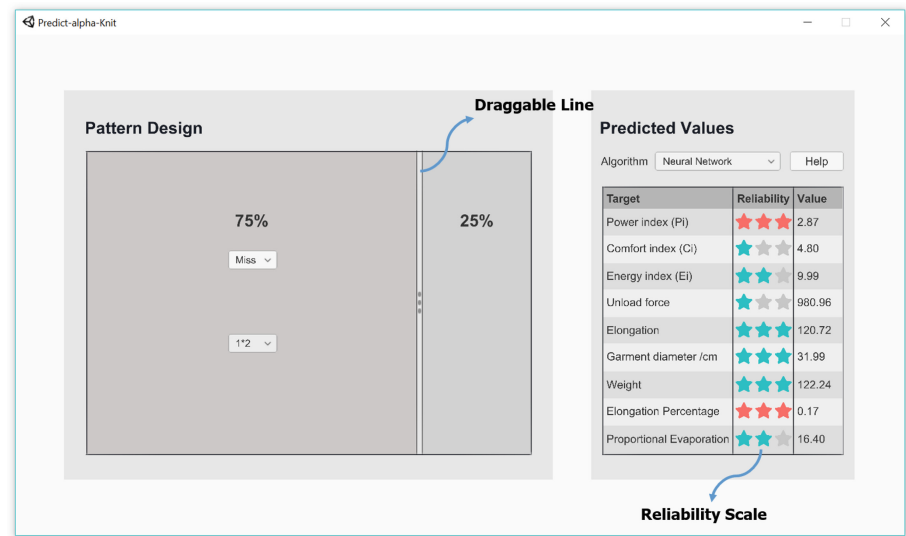 Predict-alpha-Knit
Draggable Line
Pattern Design
75%
25%
Miss
1*2
Predicted Values
Algorithm Neural Network Help
Target Reliability Value
Power index (Pi) 2.87
Comfort index (Ci) 4.80
Energy index (Ei) 9.99
Unload force 980.96
Elongation 120.72
Garment diameter /cm 31.99
Weight 122.24
Elongation Percentage 0.17
Proportional Evaporation 16.40
Reliability Scale